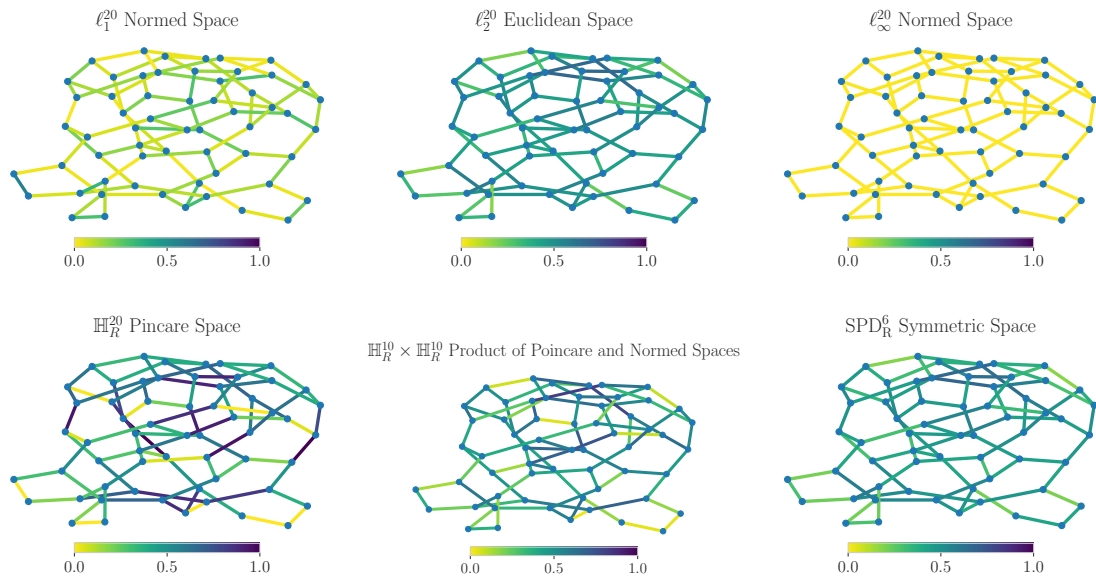 ℓ₁²⁰ Normed Space
ℓ₂²⁰ Euclidean Space
ℓ∞²⁰ Normed Space
0.0 0.5 1.0
0.0 0.5 1.0
0.0 0.5 1.0
ℍ_R²⁰ Pincare Space
ℍ_R¹⁰ × ℍ_R¹⁰ Product of Poincare and Normed Spaces
SPD_R⁶ Symmetric Space
0.0 0.5 1.0
0.0 0.5 1.0
0.0 0.5 1.0